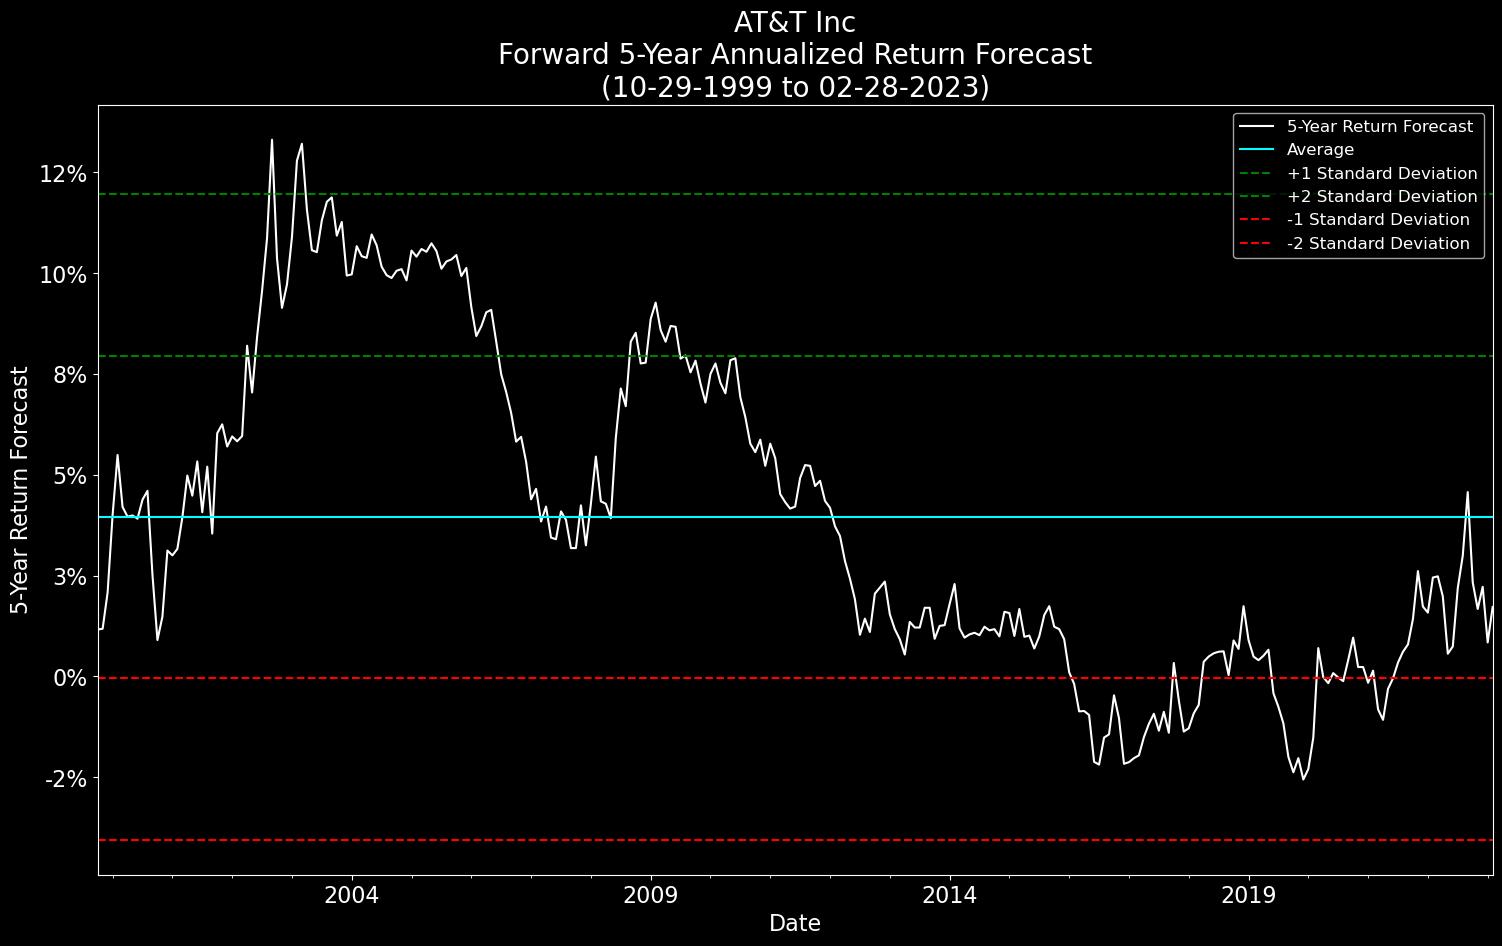 AT&T Inc
Forward 5-Year Annualized Return Forecast
(10-29-1999 to 02-28-2023)
5-Year Return Forecast
Average
+1 Standard Deviation
+2 Standard Deviation
-1 Standard Deviation
-2 Standard Deviation
12%
10%
8%
5%
3%
0%
-2%
5-Year Return Forecast
2004
2009
2014
2019
Date